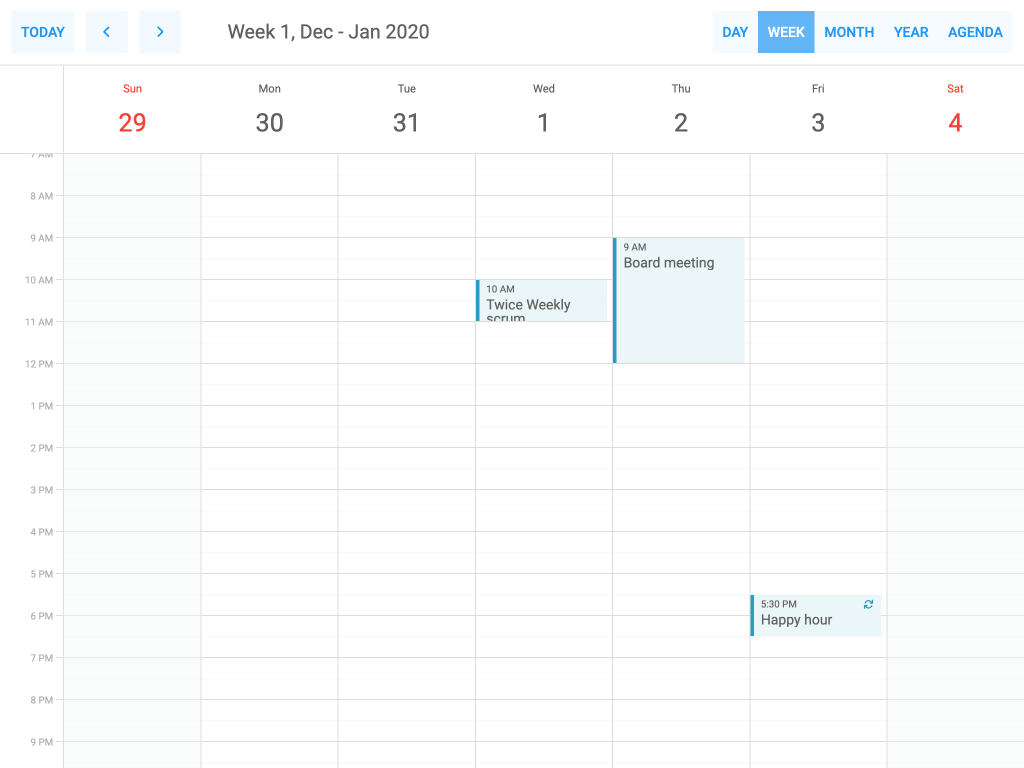 TODAY
Week 1, Dec - Jan 2020
DAY WEEK MONTH YEAR AGENDA
Sun Mon Tue Wed Thu Fri Sat
29 30 31 1 2 3 4
7 AM
8 AM
9 AM
9 AM
Board meeting
10 AM
10 AM
Twice Weekly
scrum
11 AM
12 PM
1 PM
2 PM
3 PM
4 PM
5 PM
5:30 PM
Happy hour
6 PM
7 PM
8 PM
9 PM